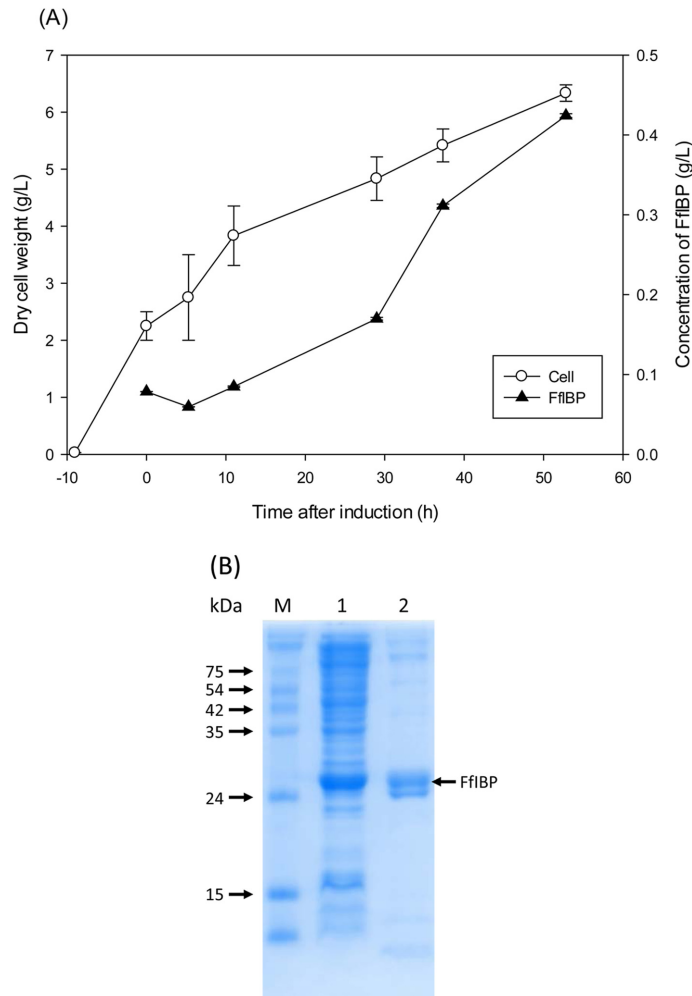 (A)
7
6
5
4
3
2
1
0
Dry cell weight (g/L)
0.5
0.4
0.3
0.2
0.1
0.0
Concentration of FfIBP (g/L)
Cell
FfIBP
-10 0 10 20 30 40 50 60
Time after induction (h)
(B)
kDa M 1 2
75
54
42
35
24
15
FfIBP